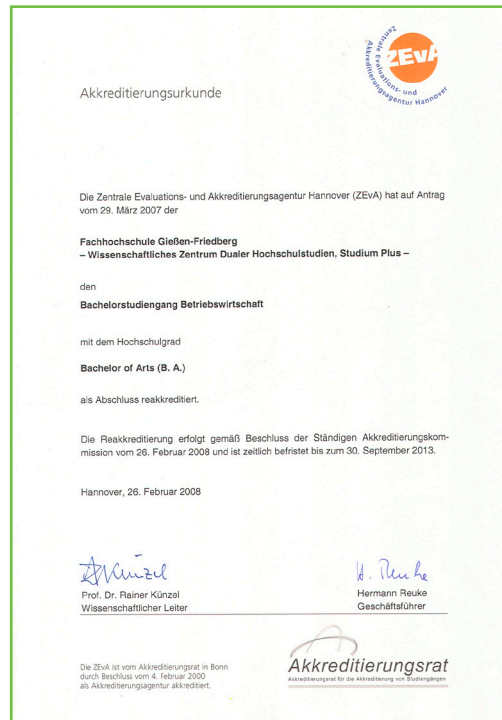 ZEvA
Zentrale Evaluations- und
Akkreditierungsagentur Hannover
Akkreditierungsurkunde
Die Zentrale Evaluations- und Akkreditierungsagentur Hannover (ZEvA) hat auf Antrag
vom 29. März 2007 der
Fachhochschule Gießen-Friedberg
– Wissenschaftliches Zentrum Dualer Hochschulstudien, Studium Plus –
den
Bachelorstudiengang Betriebswirtschaft
mit dem Hochschulgrad
Bachelor of Arts (B. A.)
als Abschluss reakkreditiert.
Die Reakkreditierung erfolgt gemäß Beschluss der Ständigen Akkreditierungskom-
mission vom 26. Februar 2008 und ist zeitlich befristet bis zum 30. September 2013.
Hannover, 26. Februar 2008
RKünzel
H. Reuke
Prof. Dr. Rainer Künzel
Wissenschaftlicher Leiter
Hermann Reuke
Geschäftsführer
Die ZEvA ist vom Akkreditierungsrat in Bonn
durch Beschluss vom 4. Februar 2000
als Akkreditierungsagentur akkreditiert.
Akkreditierungsrat
Akkreditierungsrat für die Akkreditierung von Studiengängen